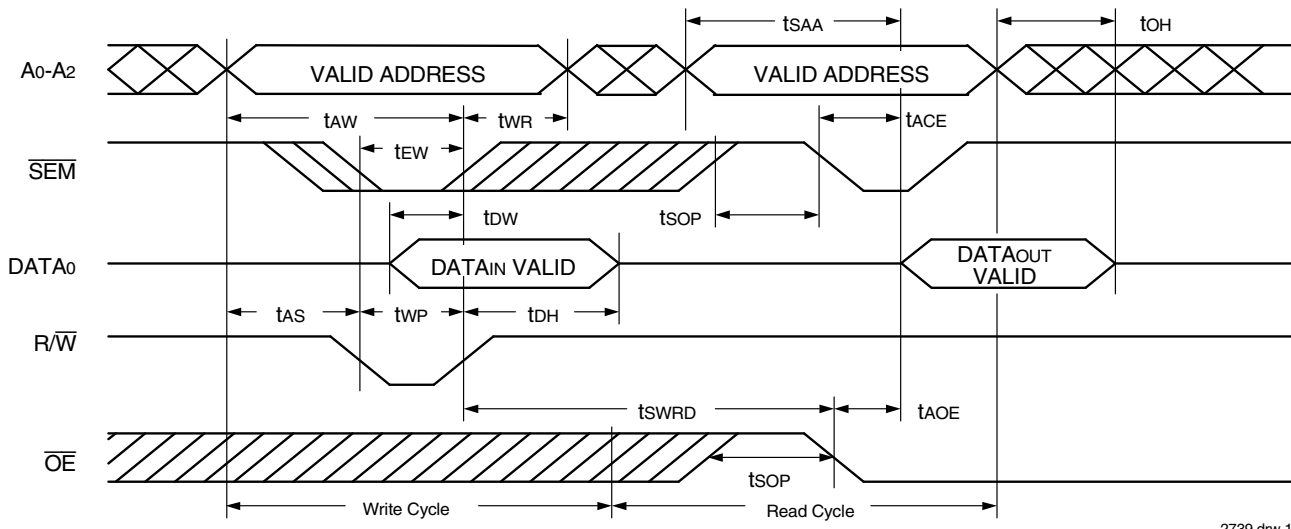 tSAA
tOH
A0-A2
VALID ADDRESS
VALID ADDRESS
tAW
tWR
tACE
tEW
SEM
tDW
tSOP
DATA0
DATAIN VALID
DATAOUT
VALID
tAS
tWP
tDH
R/W
tSWRD
tAOE
OE
tSOP
Write Cycle
Read Cycle